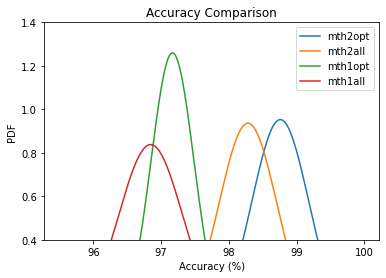 Accuracy Comparison
mth2opt
mth2all
mth1opt
mth1all
PDF
1.4
1.2
1.0
0.8
0.6
0.4
96 97 98 99 100
Accuracy (%)